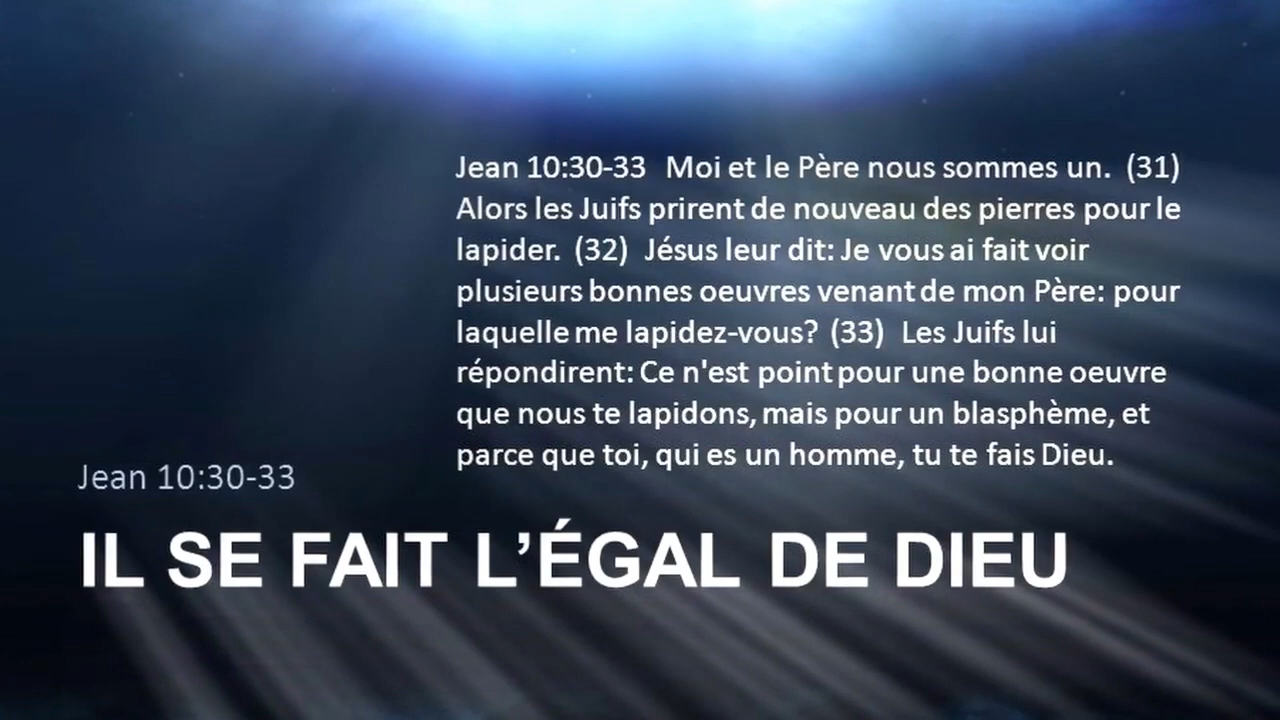 Jean 10:30-33 Moi et le Père nous sommes un. (31)
Alors les Juifs prirent de nouveau des pierres pour le
lapider. (32) Jésus leur dit: Je vous ai fait voir
plusieurs bonnes oeuvres venant de mon Père: pour
laquelle me lapidez-vous? (33) Les Juifs lui
répondirent: Ce n'est point pour une bonne oeuvre
que nous te lapidons, mais pour un blasphème, et
parce que toi, qui es un homme, tu te fais Dieu.
Jean 10:30-33
IL SE FAIT L’ÉGAL DE DIEU